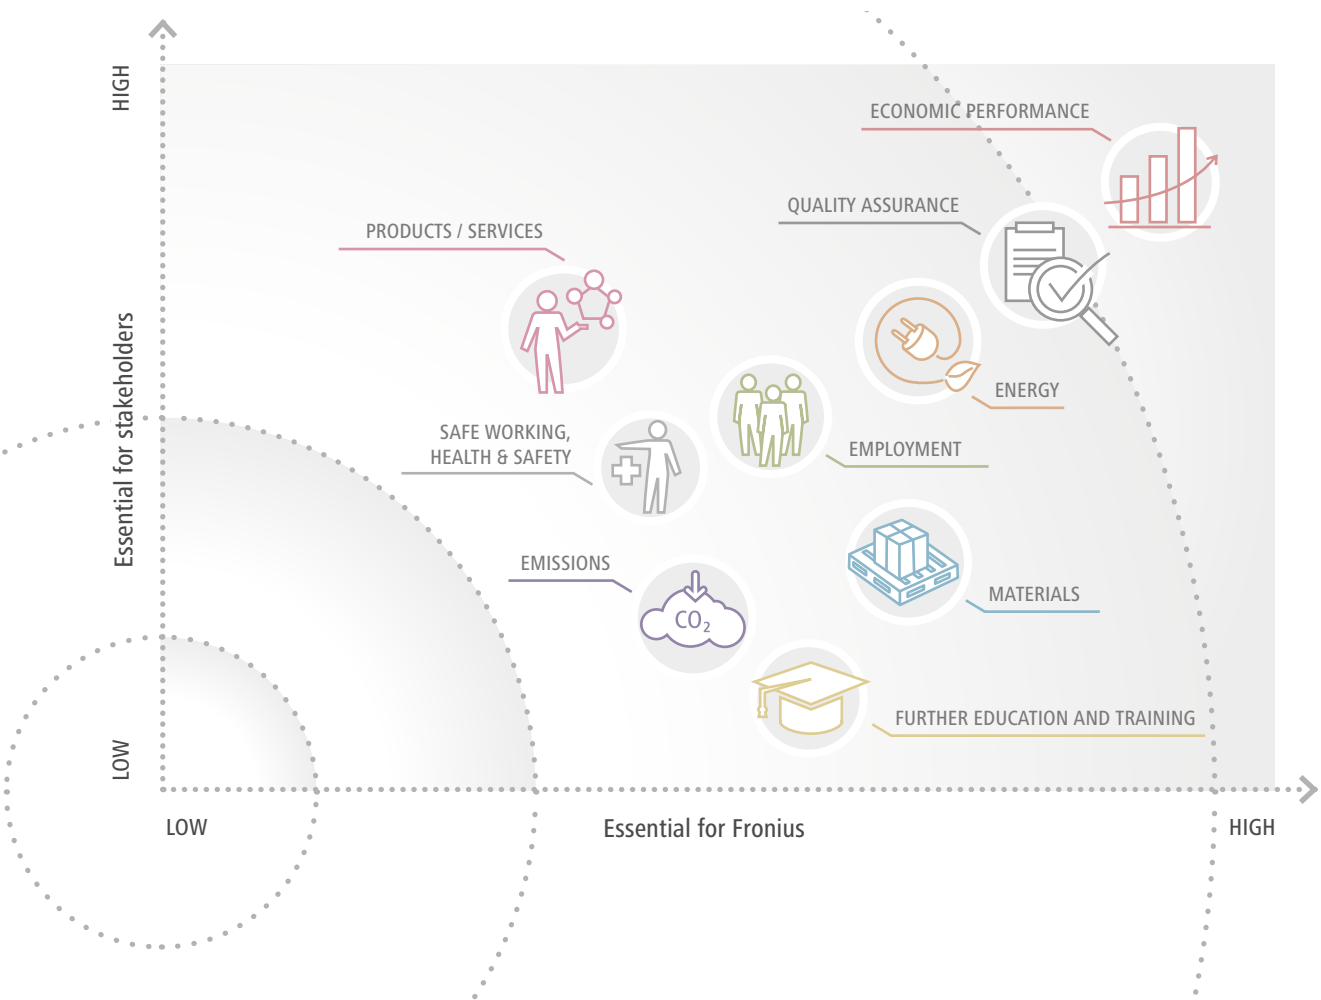 HIGH
ECONOMIC PERFORMANCE
QUALITY ASSURANCE
PRODUCTS / SERVICES
ENERGY
Essential for stakeholders
SAFE WORKING,
HEALTH & SAFETY
EMPLOYMENT
EMISSIONS
CO₂
MATERIALS
FURTHER EDUCATION AND TRAINING
LOW
LOW
Essential for Fronius
HIGH